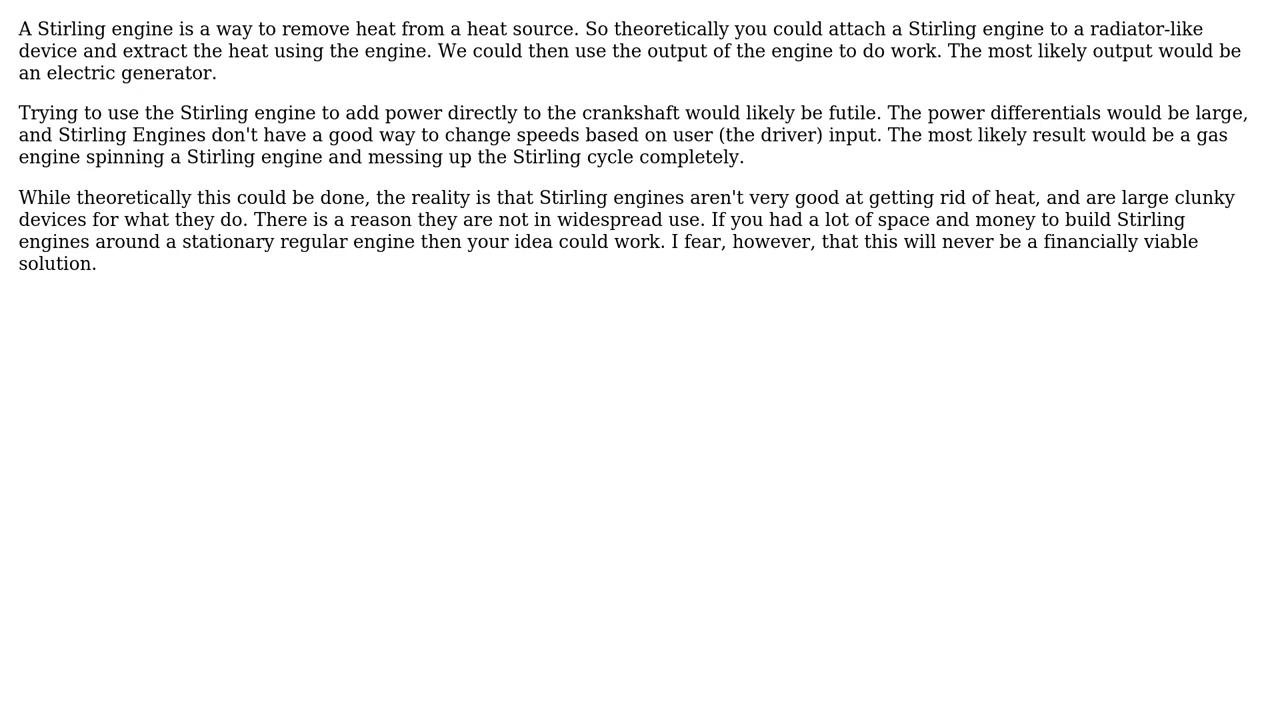 A Stirling engine is a way to remove heat from a heat source. So theoretically you could attach a Stirling engine to a radiator-like
device and extract the heat using the engine. We could then use the output of the engine to do work. The most likely output would be
an electric generator.
Trying to use the Stirling engine to add power directly to the crankshaft would likely be futile. The power differentials would be large,
and Stirling Engines don't have a good way to change speeds based on user (the driver) input. The most likely result would be a gas
engine spinning a Stirling engine and messing up the Stirling cycle completely.
While theoretically this could be done, the reality is that Stirling engines aren't very good at getting rid of heat, and are large clunky
devices for what they do. There is a reason they are not in widespread use. If you had a lot of space and money to build Stirling
engines around a stationary regular engine then your idea could work. I fear, however, that this will never be a financially viable
solution.